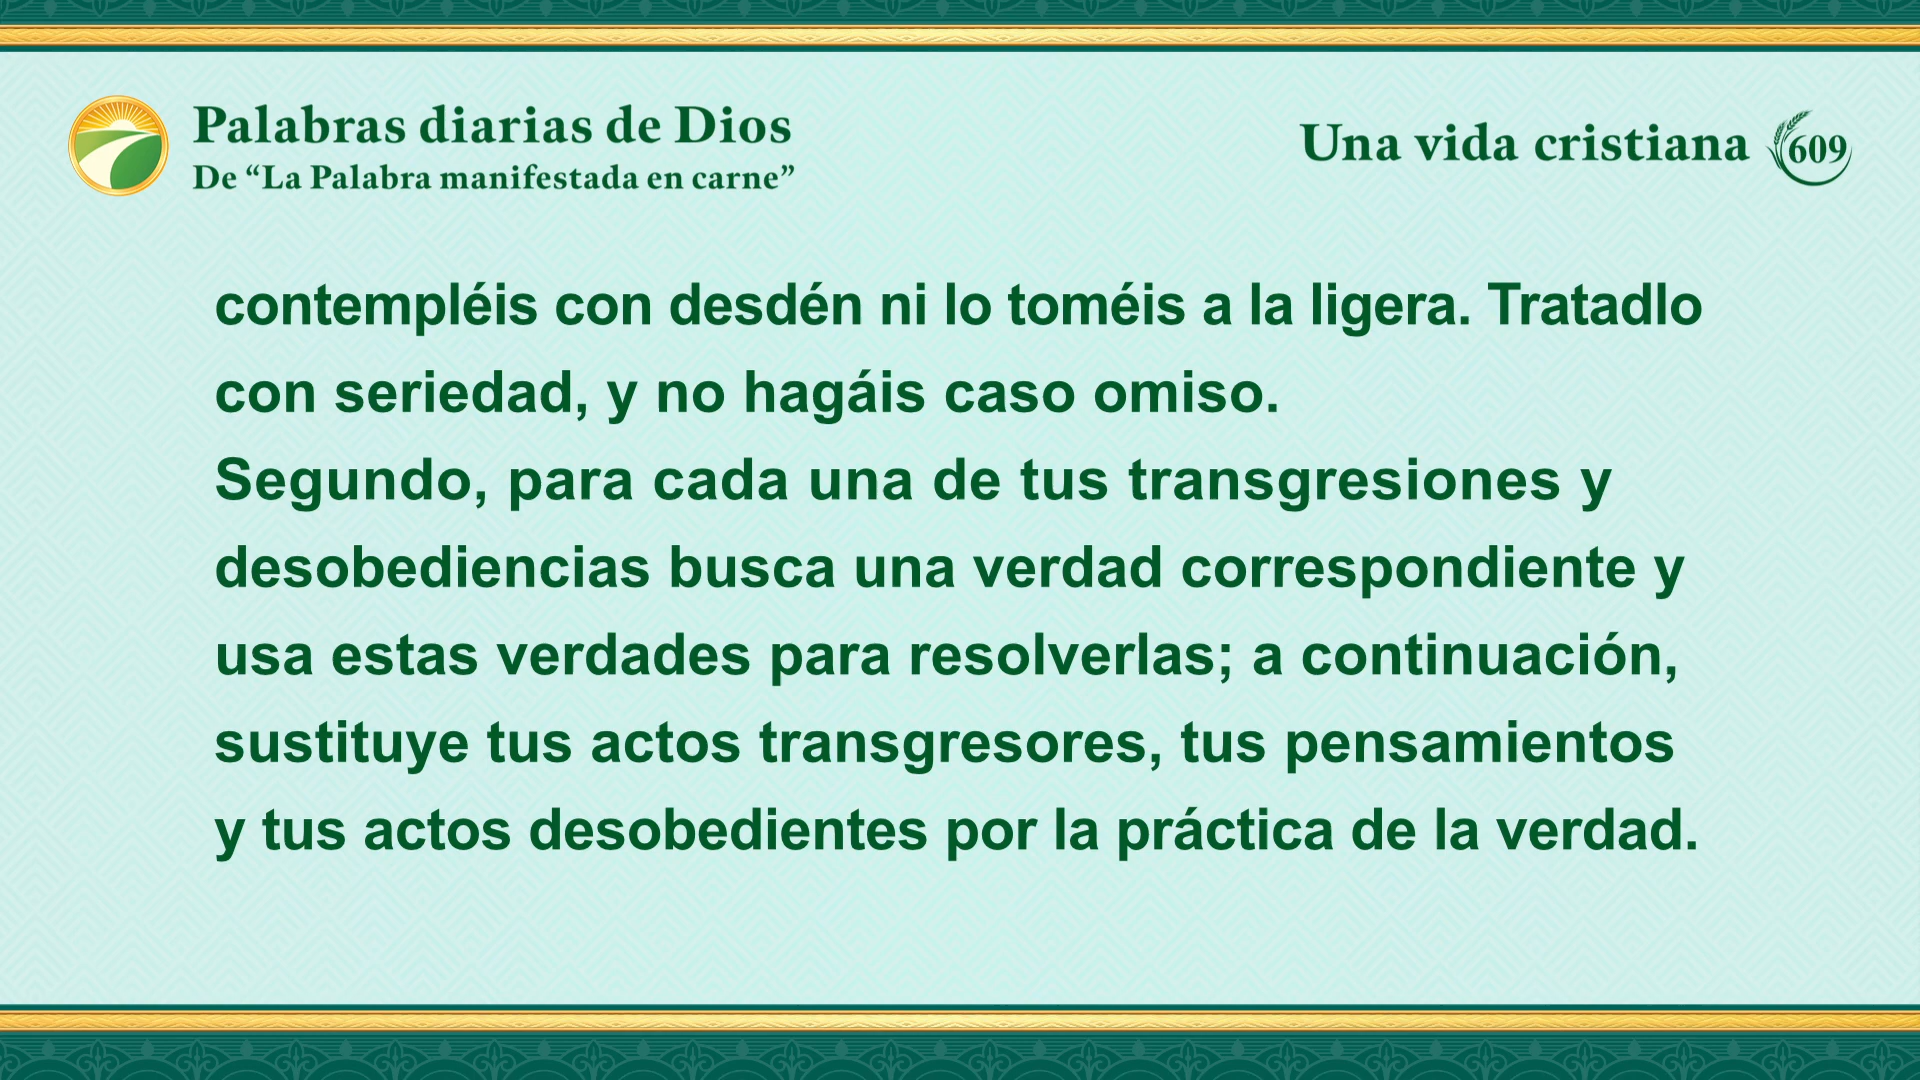 Palabras diarias de Dios
De “La Palabra manifestada en carne”
Una vida cristiana 609
contempléis con desdén ni lo toméis a la ligera. Tratadlo
con seriedad, y no hagáis caso omiso.
Segundo, para cada una de tus transgresiones y
desobediencias busca una verdad correspondiente y
usa estas verdades para resolverlas; a continuación,
sustituye tus actos transgresores, tus pensamientos
y tus actos desobedientes por la práctica de la verdad.